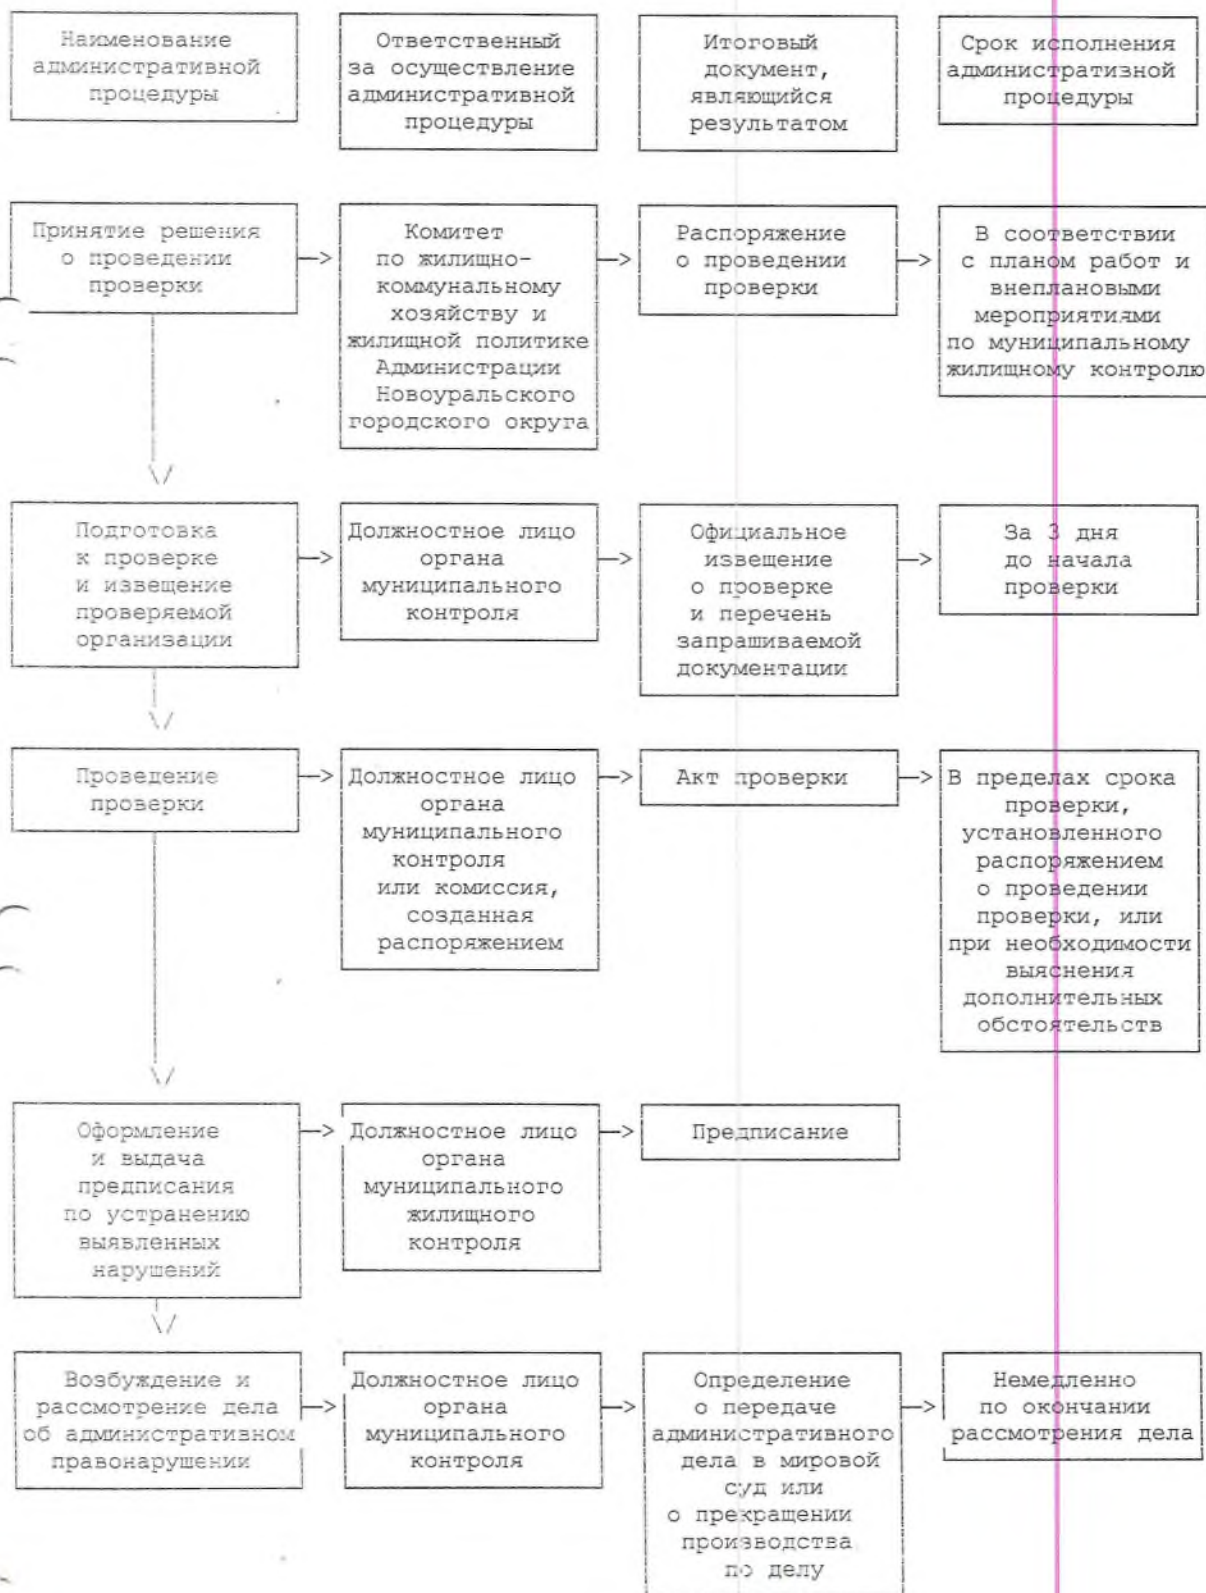 Наименование
административной
процедуры
Ответственный
за осуществление
административной
процедуры
Итоговый
документ,
являющийся
результатом
Срок исполнения
административной
процедуры
Принятие решения
о проведении
проверки
Комитет
по жилищно-
коммунальному
хозяйству и
жилищной политике
Администрации
Новоуральского
городского округа
Распоряжение
о проведении
проверки
В соответствии
с планом работ и
внеплановыми
мероприятиями
по муниципальному
жилищному контролю
Подготовка
к проверке
и извещение
проверяемой
организации
Должностное лицо
органа
муниципального
контроля
Официальное
извещение
о проверке
и перечень
запрашиваемой
документации
За 3 дня
до начала
проверки
Проведение
проверки
Должностное лицо
органа
муниципального
контроля
или комиссия,
созданная
распоряжением
Акт проверки
В пределах срока
проверки,
установленного
распоряжением
о проведении
проверки, или
при необходимости
выяснения
дополнительных
обстоятельств
Оформление
и выдача
предписания
по устранению
выявленных
нарушений
Должностное лицо
органа
муниципального
жилищного
контроля
Предписание
Возбуждение и
рассмотрение дела
об административном
правонарушении
Должностное лицо
органа
муниципального
контроля
Определение
о передаче
административного
дела в мировой
суд или
о прекращении
производства
по делу
Немедленно
по окончании
рассмотрения дела